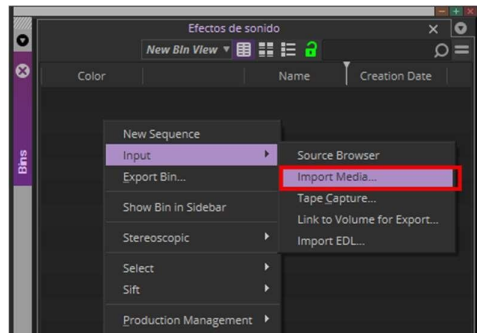 Efectos de sonido
New Bin View
Color Name Creation Date
Bins
New Sequence
Input
Export Bin...
Show Bin in Sidebar
Stereoscopic
Select
Sift
Production Management
Source Browser
Import Media...
Tape Capture...
Link to Volume for Export...
Import EDL...